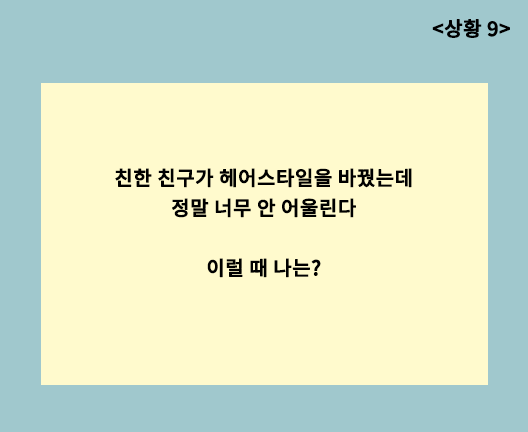 <상황 9>
친한 친구가 헤어스타일을 바꿨는데
정말 너무 안 어울린다
이럴 때 나는?